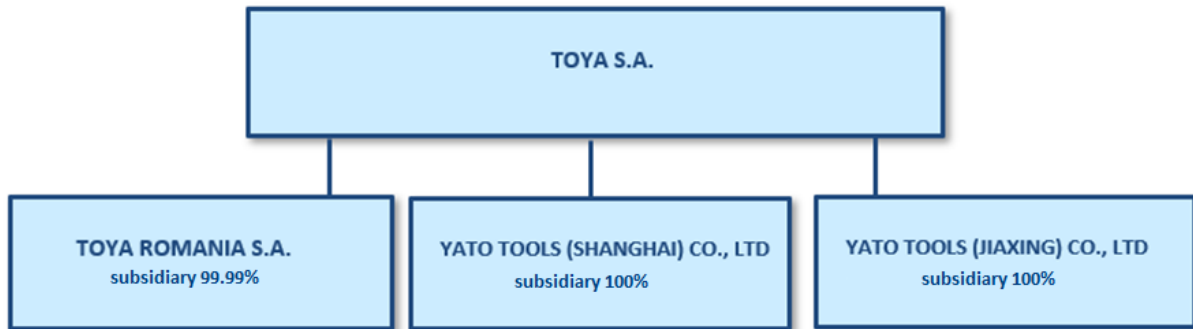 TOYA S.A.
TOYA ROMANIA S.A.
subsidiary 99.99%
YATO TOOLS (SHANGHAI) CO., LTD
subsidiary 100%
YATO TOOLS (JIAXING) CO., LTD
subsidiary 100%